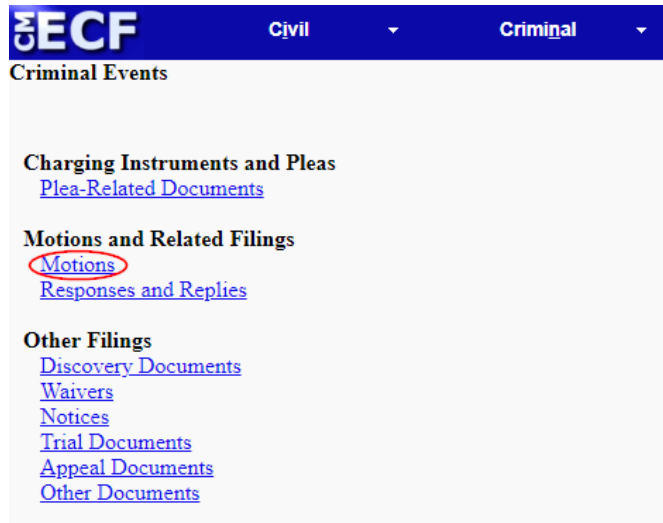 CM ECF Civil Criminal
Criminal Events
Charging Instruments and Pleas
Plea-Related Documents
Motions and Related Filings
Motions
Responses and Replies
Other Filings
Discovery Documents
Waivers
Notices
Trial Documents
Appeal Documents
Other Documents